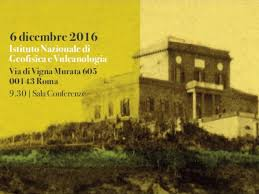 6 dicembre 2016
Istituto Nazionale di
Geofisica e Vulcanologia
Via di Vigna Murata 605
00143 Roma
9.30 | Sala Conferenze